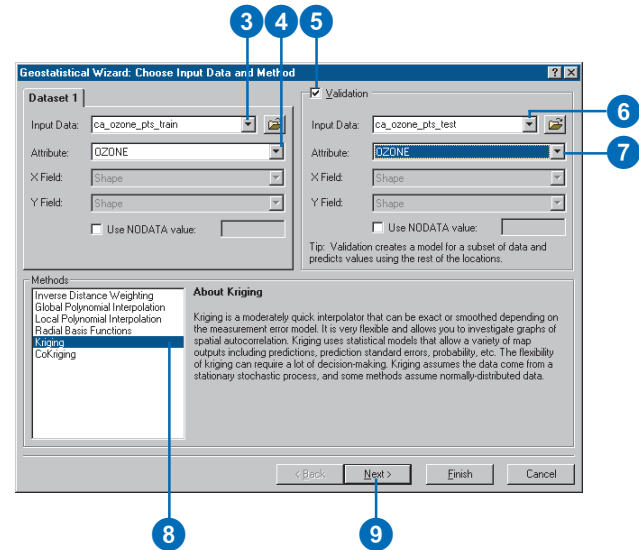 3 4 5
Geostatistical Wizard: Choose Input Data and Method
Dataset 1
Input Data: ca_ozone_pts_train
Attribute: OZONE
X Field: Shape
Y Field: Shape
Use NODATA value:
Validation
Input Data: ca_ozone_pts_test
6
Attribute: OZONE
7
X Field: Shape
Y Field: Shape
Use NODATA value:
Tip: Validation creates a model for a subset of data and
predicts values using the rest of the locations.
Methods
Inverse Distance Weighting
Global Polynomial Interpolation
Local Polynomial Interpolation
Radial Basis Functions
Kriging
CoKriging
About Kriging
Kriging is a moderately quick interpolator that can be exact or smoothed depending on
the measurement error model. It is very flexible and allows you to investigate graphs of
spatial autocorrelation. Kriging uses statistical models that allow a variety of map
outputs including predictions, prediction standard errors, probability, etc. The flexibility
of kriging can require a lot of decision-making. Kriging assumes the data come from a
stationary stochastic process, and some methods assume normally-distributed data.
< Back Next > Finish Cancel
8 9